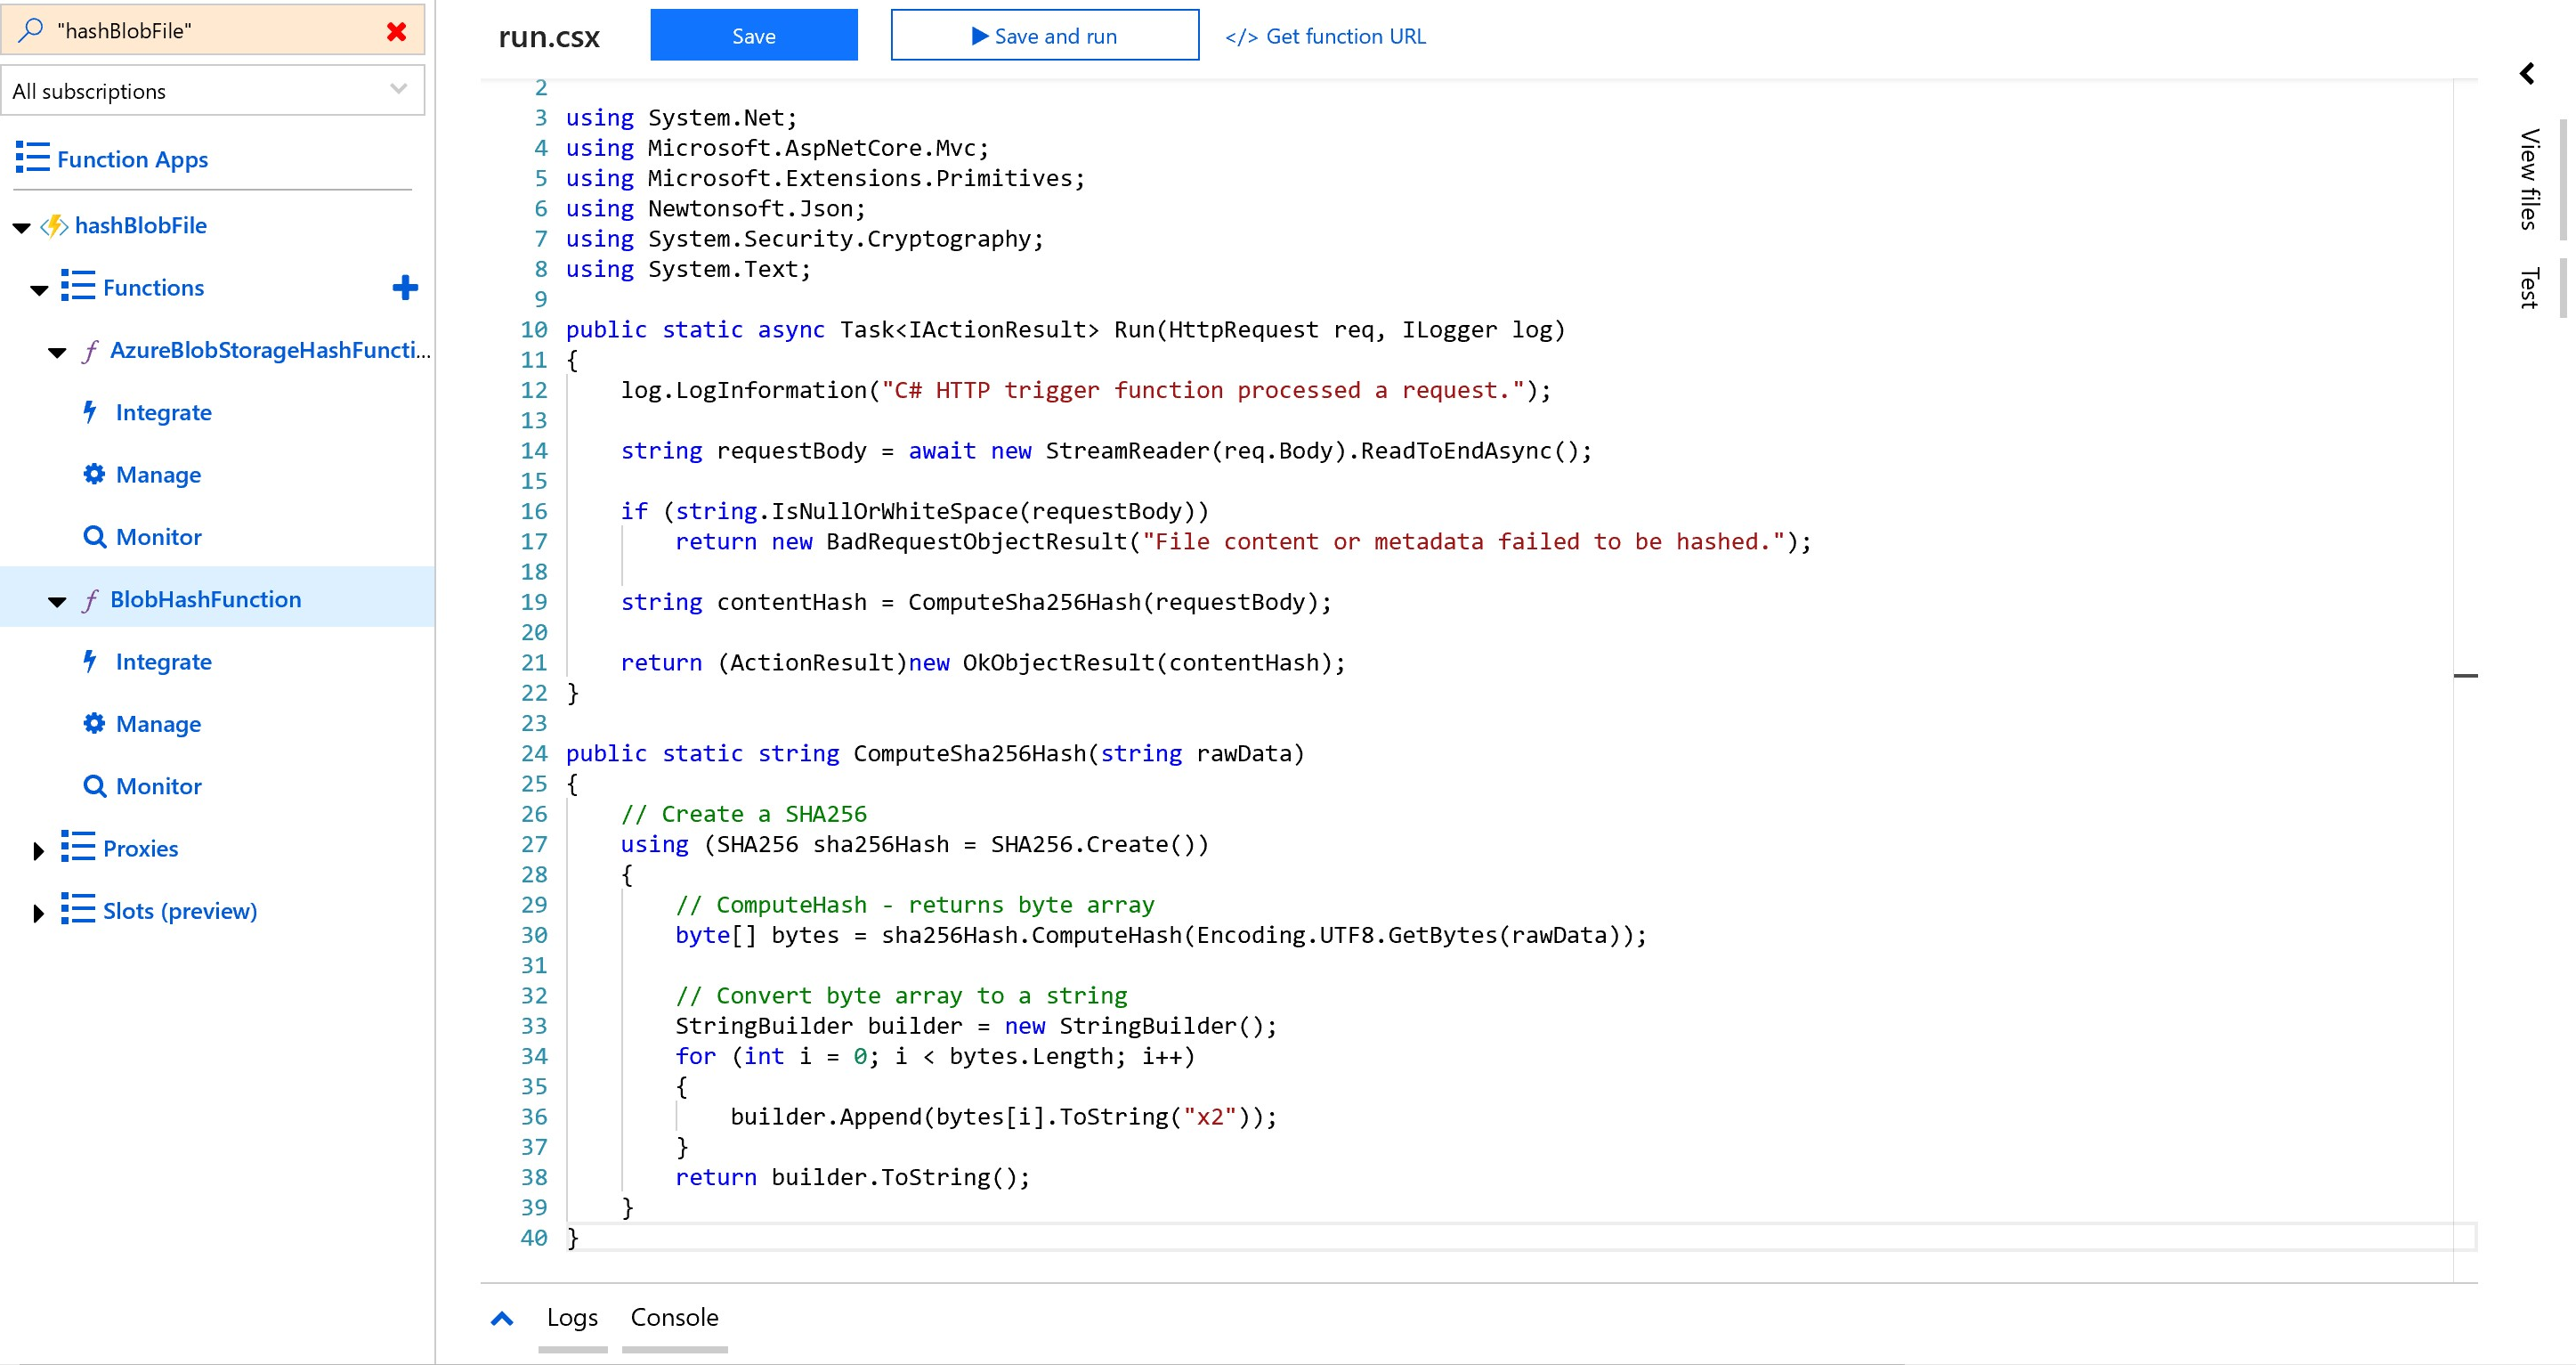 "hashBlobFile"
All subscriptions
Function Apps
hashBlobFile
Functions
AzureBlobStorageHashFuncti...
Integrate
Manage
Monitor
BlobHashFunction
Integrate
Manage
Monitor
Proxies
Slots (preview)
run.csx
Save
Save and run
</> Get function URL
2
3 using System.Net;
4 using Microsoft.AspNetCore.Mvc;
5 using Microsoft.Extensions.Primitives;
6 using Newtonsoft.Json;
7 using System.Security.Cryptography;
8 using System.Text;
9
10 public static async Task<IActionResult> Run(HttpRequest req, ILogger log)
11 {
12     log.LogInformation("C# HTTP trigger function processed a request.");
13
14     string requestBody = await new StreamReader(req.Body).ReadToEndAsync();
15
16     if (string.IsNullOrWhiteSpace(requestBody))
17         return new BadRequestObjectResult("File content or metadata failed to be hashed.");
18
19     string contentHash = ComputeSha256Hash(requestBody);
20
21     return (ActionResult)new OkObjectResult(contentHash);
22 }
23
24 public static string ComputeSha256Hash(string rawData)
25 {
26     // Create a SHA256
27     using (SHA256 sha256Hash = SHA256.Create())
28     {
29         // ComputeHash - returns byte array
30         byte[] bytes = sha256Hash.ComputeHash(Encoding.UTF8.GetBytes(rawData));
31
32         // Convert byte array to a string
33         StringBuilder builder = new StringBuilder();
34         for (int i = 0; i < bytes.Length; i++)
35         {
36             builder.Append(bytes[i].ToString("x2"));
37         }
38         return builder.ToString();
39     }
40 }
Logs
Console
View files
Test